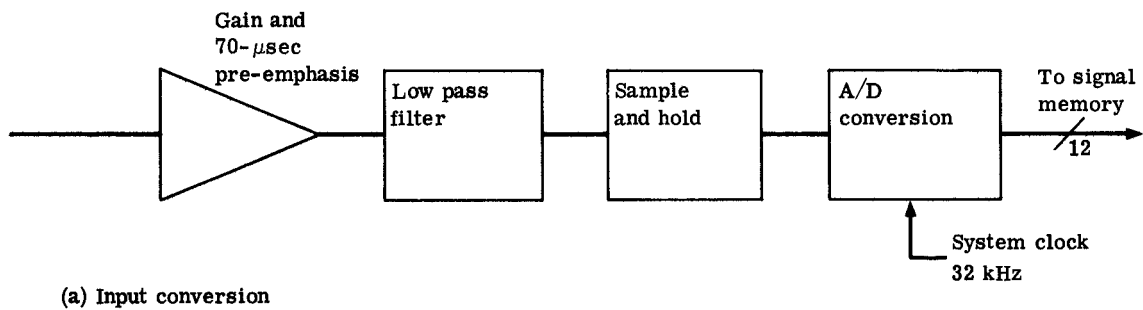 Gain and
70-μsec
pre-emphasis
Low pass
filter
Sample
and hold
A/D
conversion
To signal
memory
12
System clock
32 kHz
(a) Input conversion